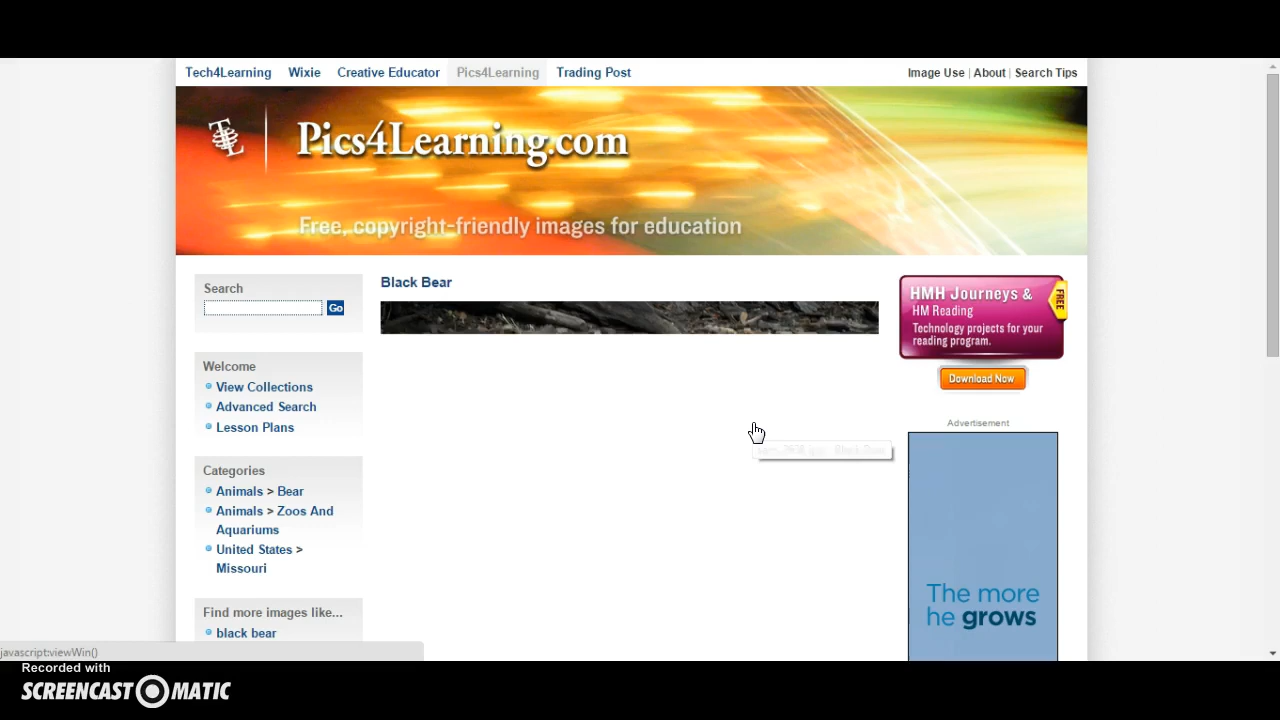 Tech4Learning Wixie Creative Educator Pics4Learning Trading Post Image Use | About | Search Tips
TL Pics4Learning.com
Free, copyright-friendly images for education
Search
Go
Welcome
View Collections
Advanced Search
Lesson Plans
Categories
Animals > Bear
Animals > Zoos And
Aquariums
United States >
Missouri
Find more images like...
black bear
Black Bear
HMH Journeys &
HM Reading
Technology projects for your
reading program.
FREE
Download Now
Advertisement
The more
he grows
javascript:viewWin()
Recorded with
SCREENCAST MATIC